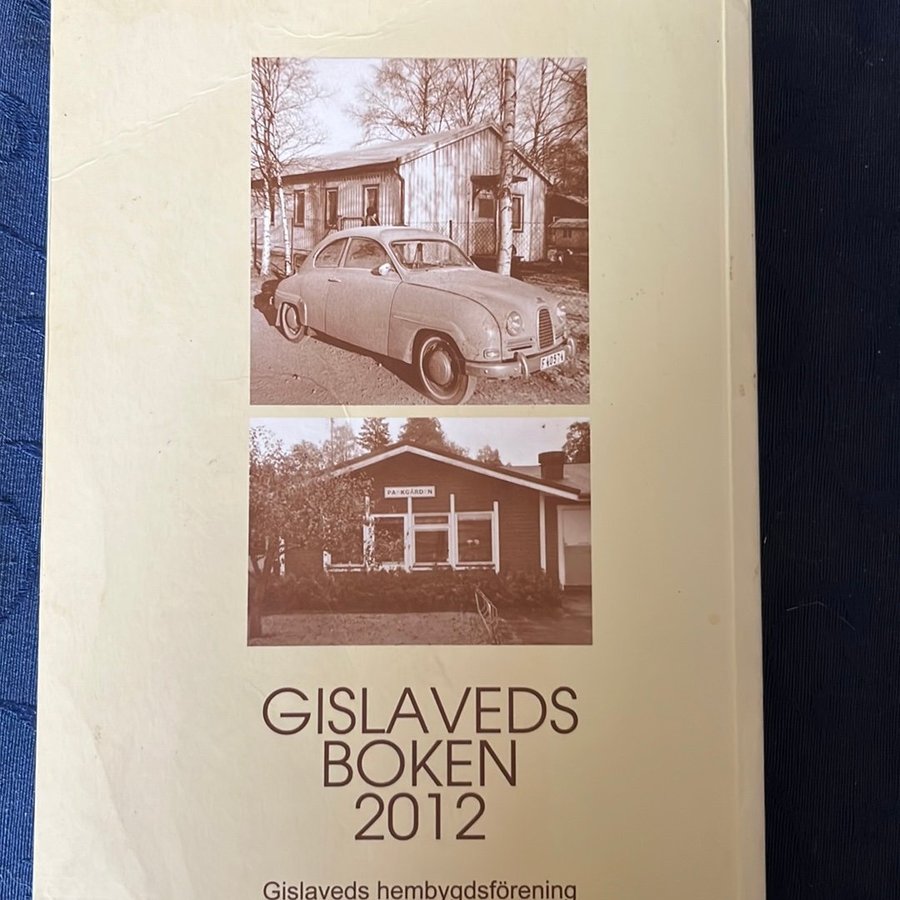 PARKGÅRDEN
GISLAVEDS
BOKEN
2012
Gislaveds hembygdsförening